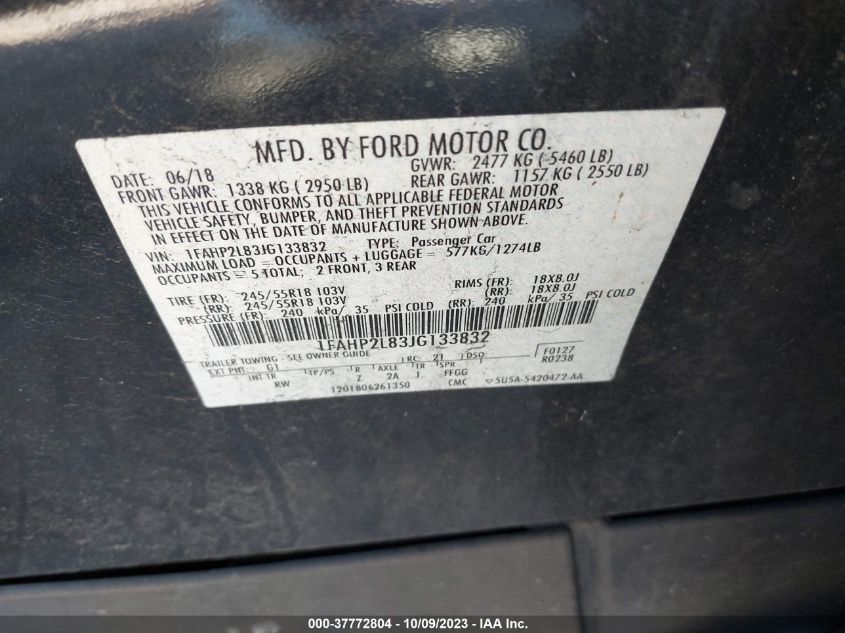 MFD. BY FORD MOTOR CO.
DATE: 06/18 GVWR: 2477 KG ( 5460 LB)
FRONT GAWR: 1338 KG ( 2950 LB) REAR GAWR: 1157 KG ( 2550 LB)
THIS VEHICLE CONFORMS TO ALL APPLICABLE FEDERAL MOTOR
VEHICLE SAFETY, BUMPER, AND THEFT PREVENTION STANDARDS
IN EFFECT ON THE DATE OF MANUFACTURE SHOWN ABOVE.
VIN: 1FAHP2L83JG133832 TYPE: Passenger Car
MAXIMUM LOAD = OCCUPANTS + LUGGAGE = 577KG/1274LB
OCCUPANTS = 5 TOTAL; 2 FRONT, 3 REAR
TIRE (FR): 245/55R18 103V RIMS (FR): 18X8.0J
(RR): 245/55R18 103V (RR): 18X8.0J
PRESSURE (FR): 240 kPa/ 35 PSI COLD (RR): 240 kPa/ 35 PSI COLD
1FAHP2L83JG133832
TRAILER TOWING - SEE OWNER GUIDE
EXT PNT: G1 RC: 21 DSO: F0127
INT TR TP/PS R AXLE TR SPR R0238
RW Z 2A J FFGG
1201806261350 CMC 5U5A-5420472-AA
000-37772804 - 10/09/2023 - IAA Inc.